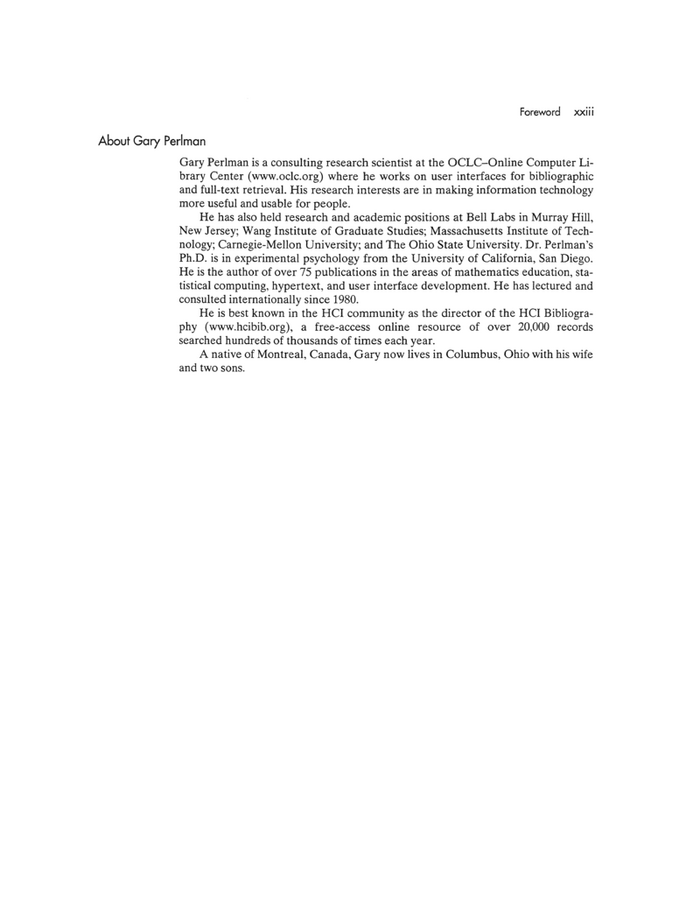 Foreword xxiii
About Gary Perlman
Gary Perlman is a consulting research scientist at the OCLC–Online Computer Li-
brary Center (www.oclc.org) where he works on user interfaces for bibliographic
and full-text retrieval. His research interests are in making information technology
more useful and usable for people.
He has also held research and academic positions at Bell Labs in Murray Hill,
New Jersey; Wang Institute of Graduate Studies; Massachusetts Institute of Tech-
nology; Carnegie-Mellon University; and The Ohio State University. Dr. Perlman's
Ph.D. is in experimental psychology from the University of California, San Diego.
He is the author of over 75 publications in the areas of mathematics education, sta-
tistical computing, hypertext, and user interface development. He has lectured and
consulted internationally since 1980.
He is best known in the HCI community as the director of the HCI Bibliogra-
phy (www.hcibib.org), a free-access online resource of over 20,000 records
searched hundreds of thousands of times each year.
A native of Montreal, Canada, Gary now lives in Columbus, Ohio with his wife
and two sons.